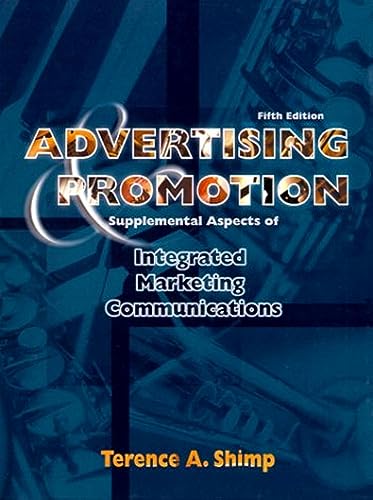 Fifth Edition
ADVERTISING
& PROMOTION
Supplemental Aspects of
Integrated
Marketing
Communications
Terence A. Shimp